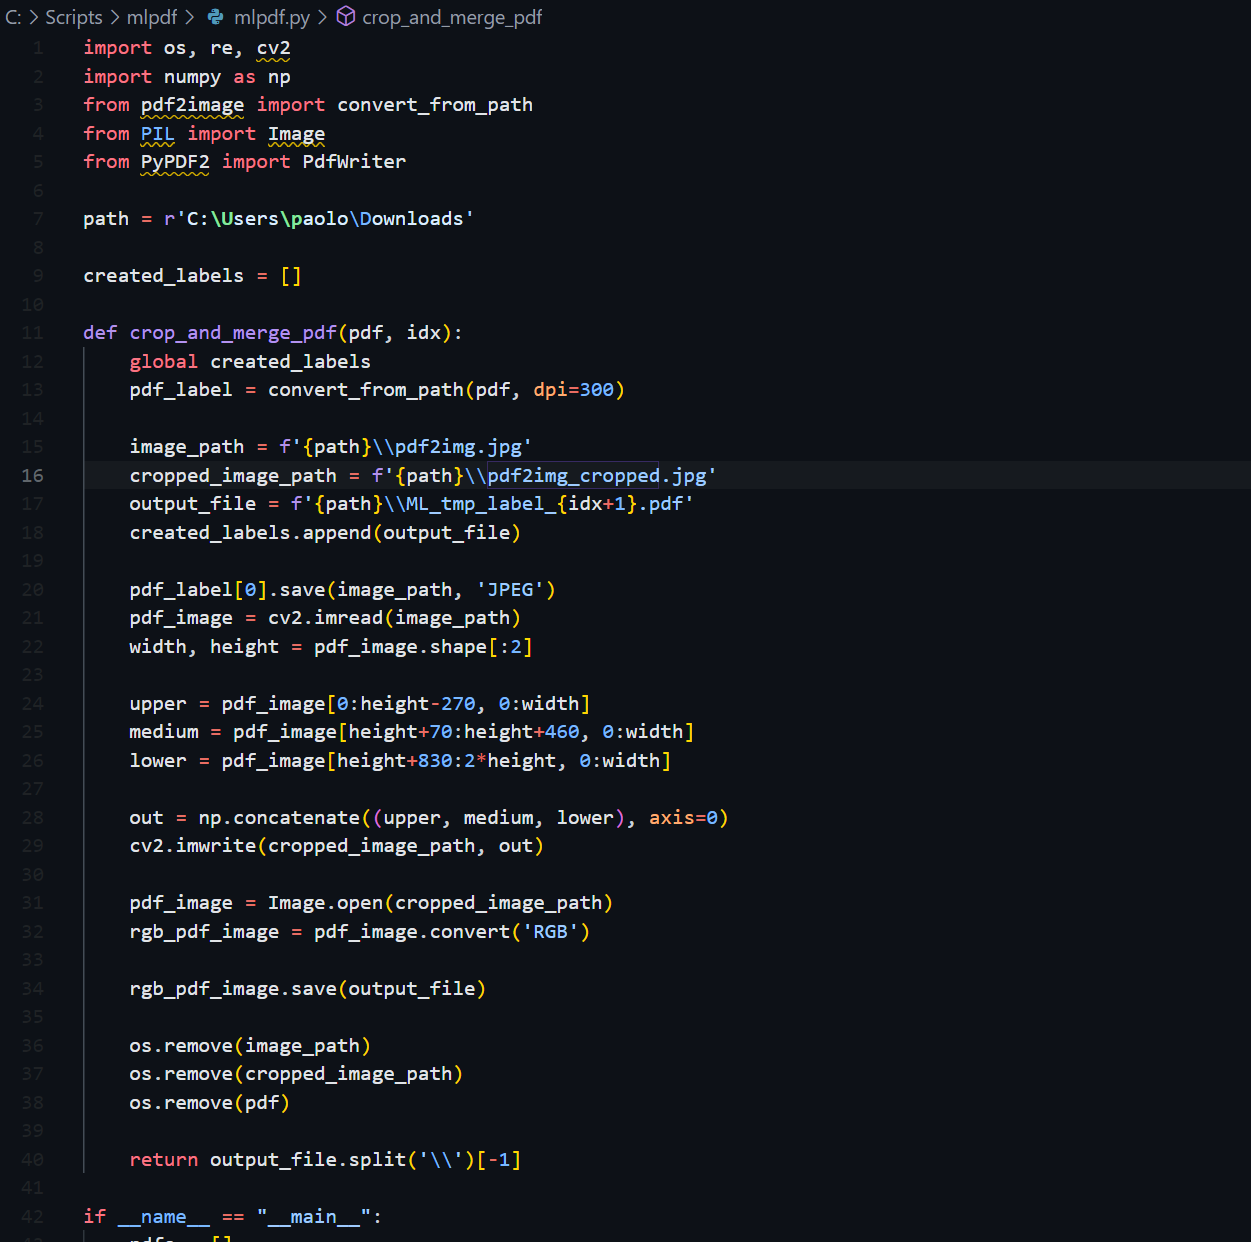 C: > Scripts > mlpdf > mlpdf.py > crop_and_merge_pdf
1 import os, re, cv2
2 import numpy as np
3 from pdf2image import convert_from_path
4 from PIL import Image
5 from PyPDF2 import PdfWriter
6
7 path = r'C:\Users\paolo\Downloads'
8
9 created_labels = []
10
11 def crop_and_merge_pdf(pdf, idx):
12 global created_labels
13 pdf_label = convert_from_path(pdf, dpi=300)
14
15 image_path = f'{path}\\pdf2img.jpg'
16 cropped_image_path = f'{path}\\pdf2img_cropped.jpg'
17 output_file = f'{path}\\ML_tmp_label_{idx+1}.pdf'
18 created_labels.append(output_file)
19
20 pdf_label[0].save(image_path, 'JPEG')
21 pdf_image = cv2.imread(image_path)
22 width, height = pdf_image.shape[:2]
23
24 upper = pdf_image[0:height-270, 0:width]
25 medium = pdf_image[height+70:height+460, 0:width]
26 lower = pdf_image[height+830:2*height, 0:width]
27
28 out = np.concatenate((upper, medium, lower), axis=0)
29 cv2.imwrite(cropped_image_path, out)
30
31 pdf_image = Image.open(cropped_image_path)
32 rgb_pdf_image = pdf_image.convert('RGB')
33
34 rgb_pdf_image.save(output_file)
35
36 os.remove(image_path)
37 os.remove(cropped_image_path)
38 os.remove(pdf)
39
40 return output_file.split('\\')[-1]
41
42 if __name__ == "__main__":